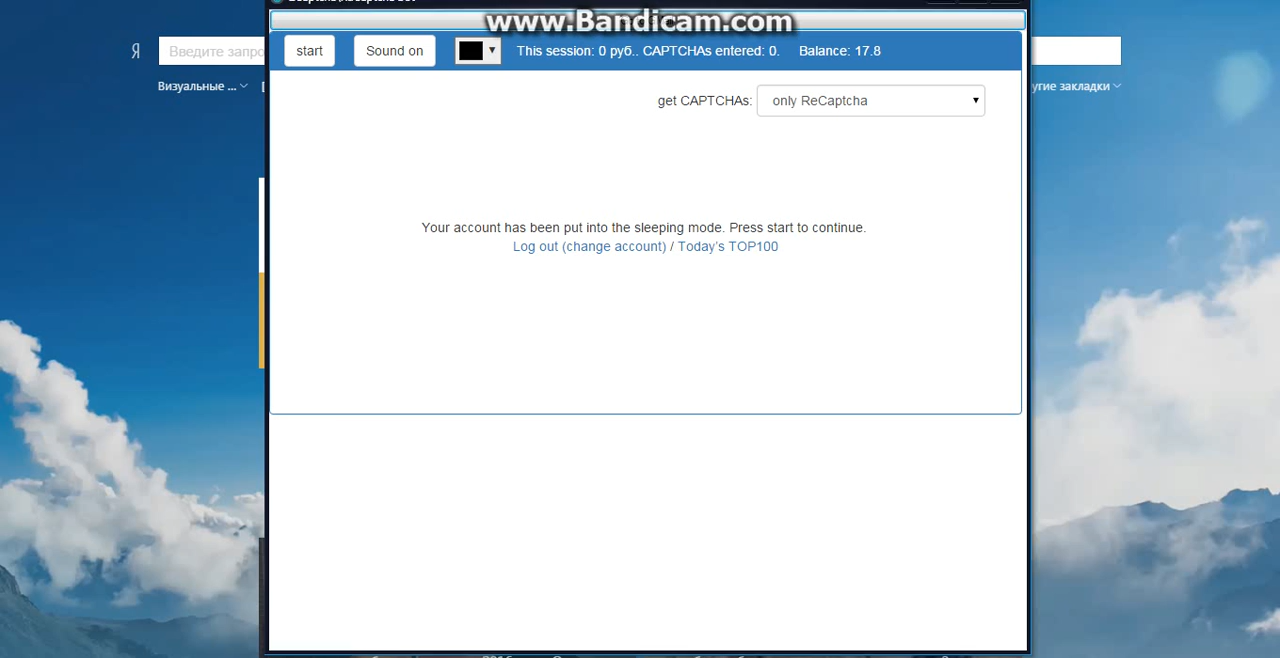 www.Bandicam.com
start Sound on This session: 0 руб.. CAPTCHAs entered: 0. Balance: 17.8
Я Введите запро
Визуальные ... угие закладки
get CAPTCHAs: only ReCaptcha
Your account has been put into the sleeping mode. Press start to continue.
Log out (change account) / Today's TOP100